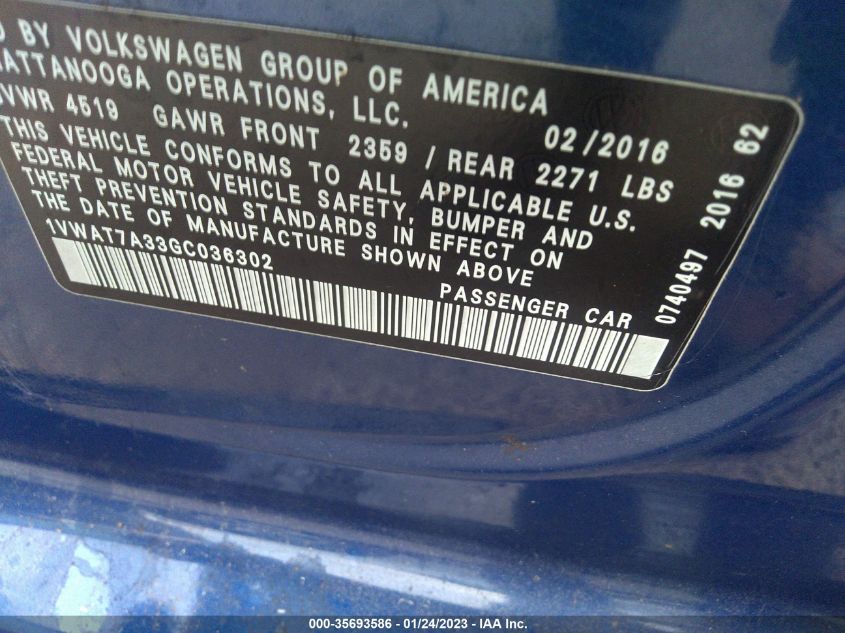 D BY VOLKSWAGEN GROUP OF AMERICA
ATTANOOGA OPERATIONS, LLC.
02/2016
VWR 4519 GAWR FRONT 2359 / REAR 2271 LBS
THIS VEHICLE CONFORMS TO ALL APPLICABLE U.S.
FEDERAL MOTOR VEHICLE SAFETY, BUMPER AND
THEFT PREVENTION STANDARDS IN EFFECT ON
THE DATE OF MANUFACTURE SHOWN ABOVE
1VWAT7A33GC036302
PASSENGER CAR
0740497 2016 62
000-35693586 - 01/24/2023 - IAA Inc.